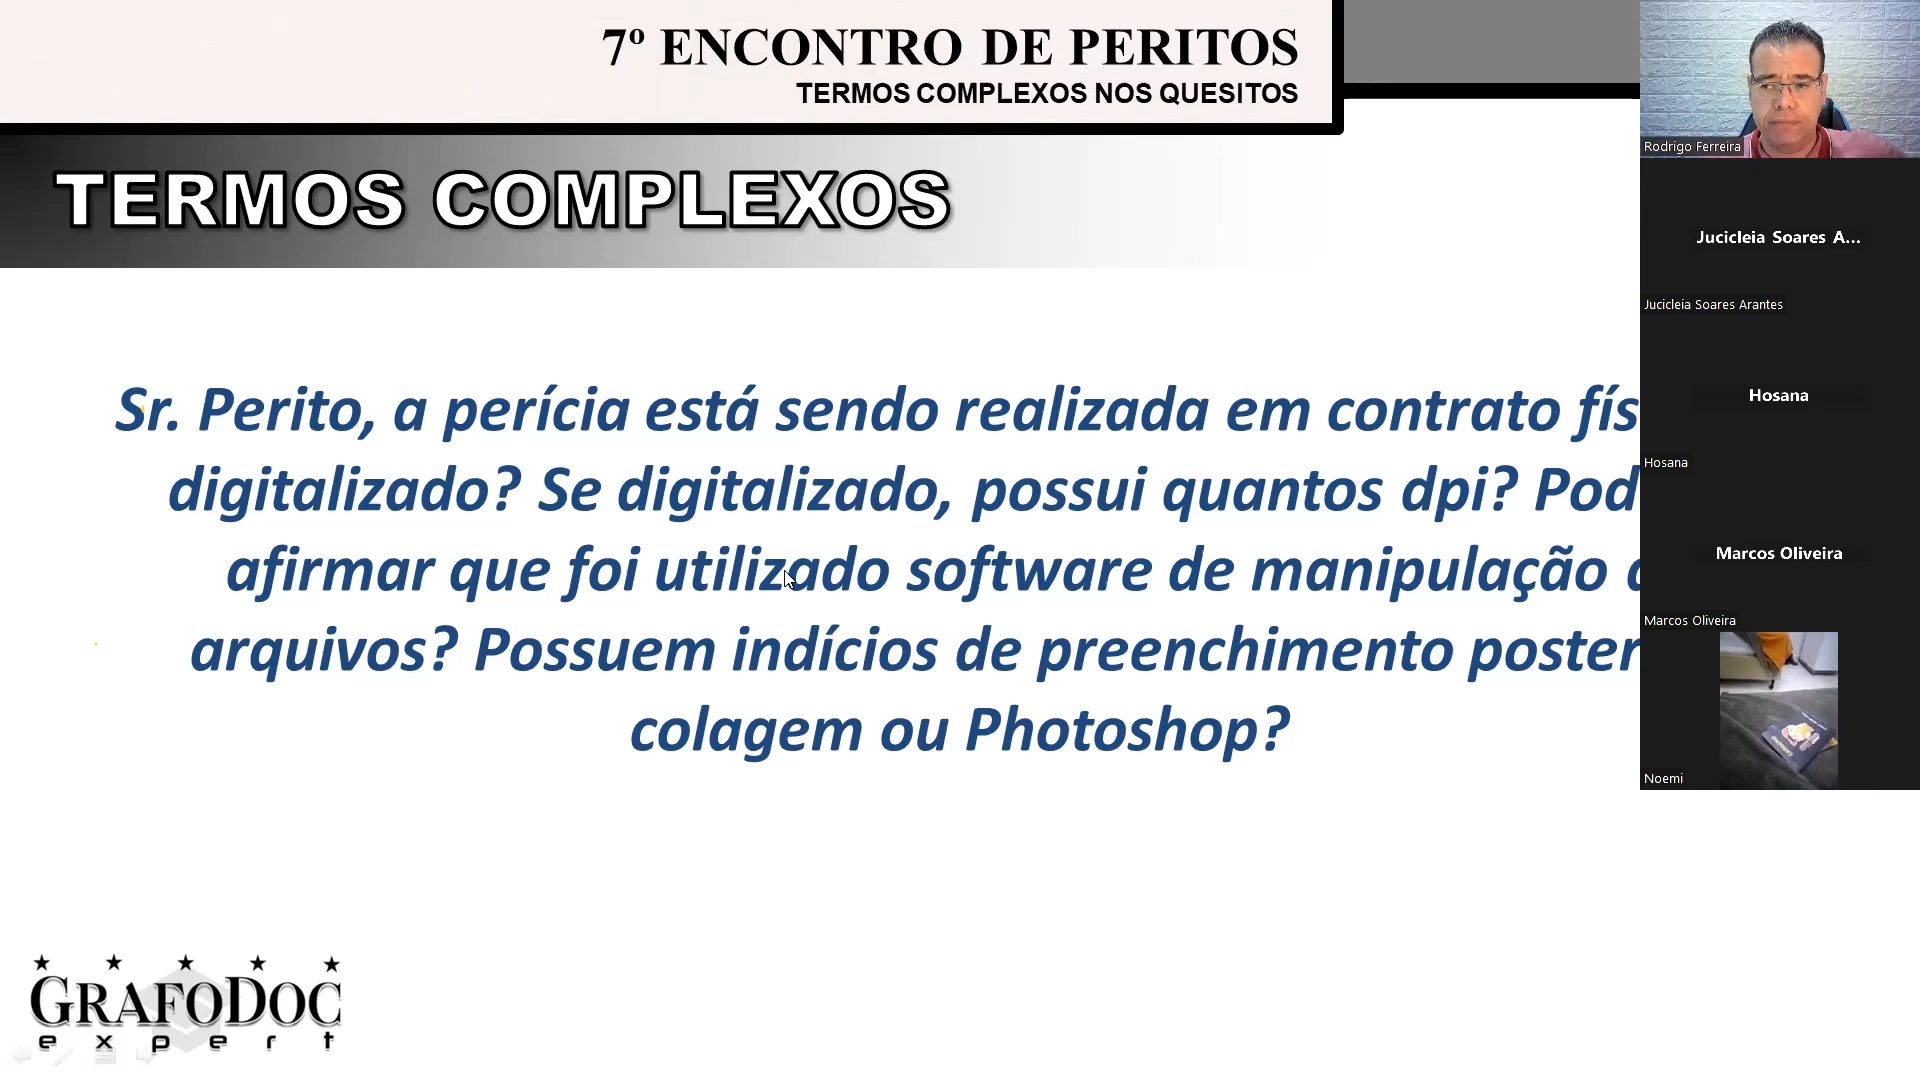 7º ENCONTRO DE PERITOS
TERMOS COMPLEXOS NOS QUESITOS
TERMOS COMPLEXOS
Sr. Perito, a perícia está sendo realizada em contrato fís
digitalizado? Se digitalizado, possui quantos dpi? Pod
afirmar que foi utilizado software de manipulação
arquivos? Possuem indícios de preenchimento poster
colagem ou Photoshop?
GRAFODOC
expert
Rodrigo Ferreira
Jucicleia Soares A...
Jucicleia Soares Arantes
Hosana
Hosana
Marcos Oliveira
Marcos Oliveira
Noemi